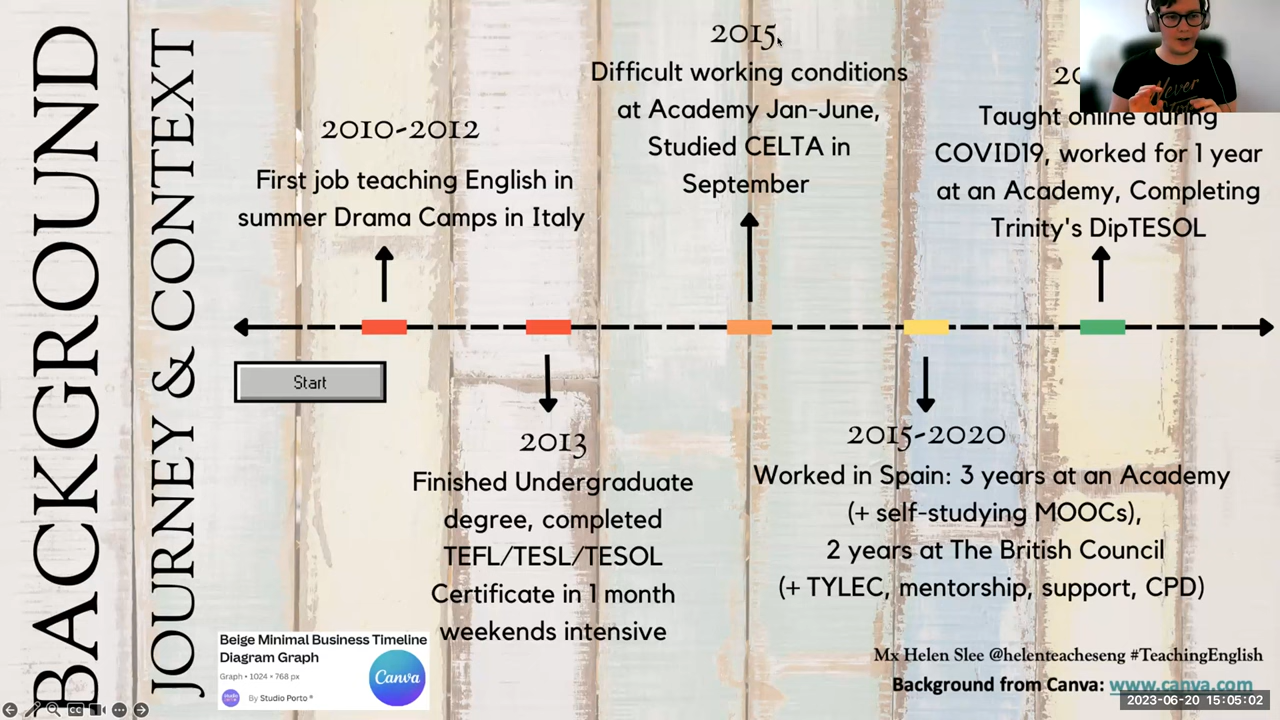 BACKGROUND
JOURNEY & CONTEXT
2010-2012
First job teaching English in
summer Drama Camps in Italy
2015
Difficult working conditions
at Academy Jan-June,
Studied CELTA in
September
Taught online during
COVID19, worked for 1 year
at an Academy, Completing
Trinity's DipTESOL
Start
2013
Finished Undergraduate
degree, completed
TEFL/TESL/TESOL
Certificate in 1 month
weekends intensive
2015-2020
Worked in Spain: 3 years at an Academy
(+ self-studying MOOCs),
2 years at The British Council
(+ TYLEC, mentorship, support, CPD)
Beige Minimal Business Timeline
Diagram Graph
Graph • 1024 × 768 px
By Studio Porto
Canva
Mx Helen Slee @helenteacheseng #TeachingEnglish
Background from Canva: www.canva.com
2023-06-20 15:05:02